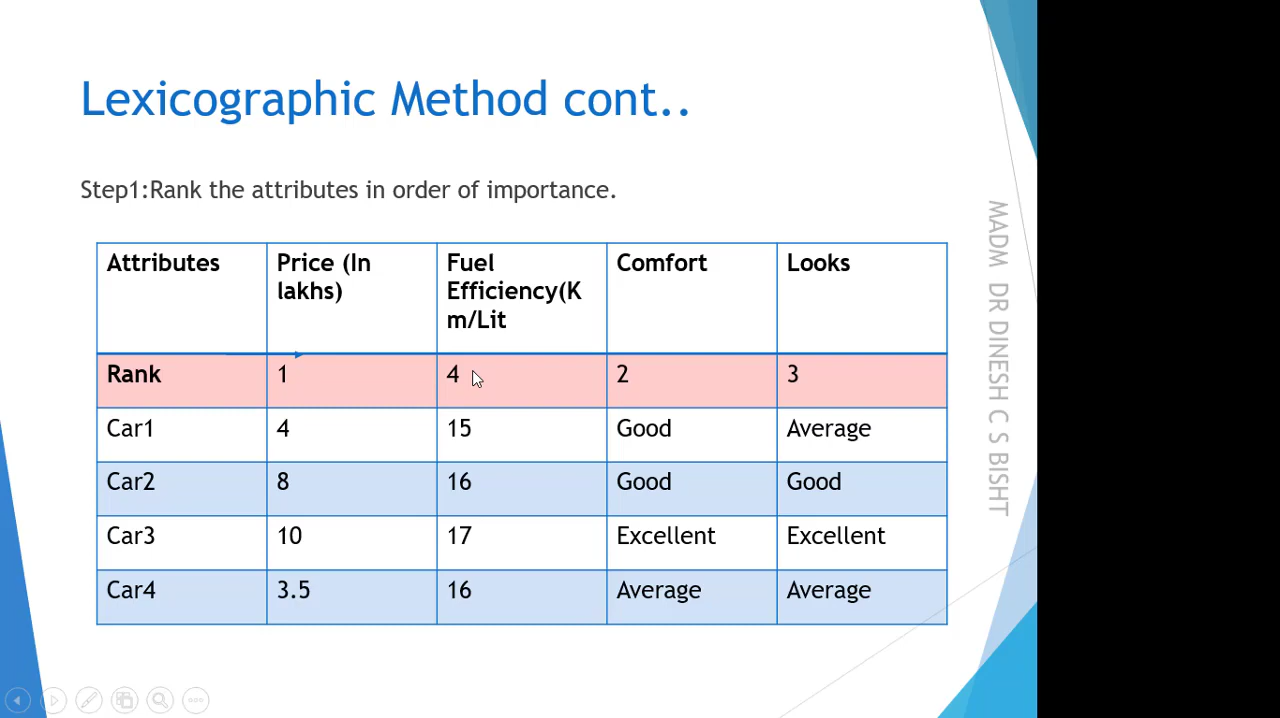 Lexicographic Method cont..
Step1:Rank the attributes in order of importance.
Attributes Price (In lakhs) Fuel Efficiency(Km/Lit Comfort Looks
Rank 1 4 2 3
Car1 4 15 Good Average
Car2 8 16 Good Good
Car3 10 17 Excellent Excellent
Car4 3.5 16 Average Average
MADM DR DINESH C S BISHT